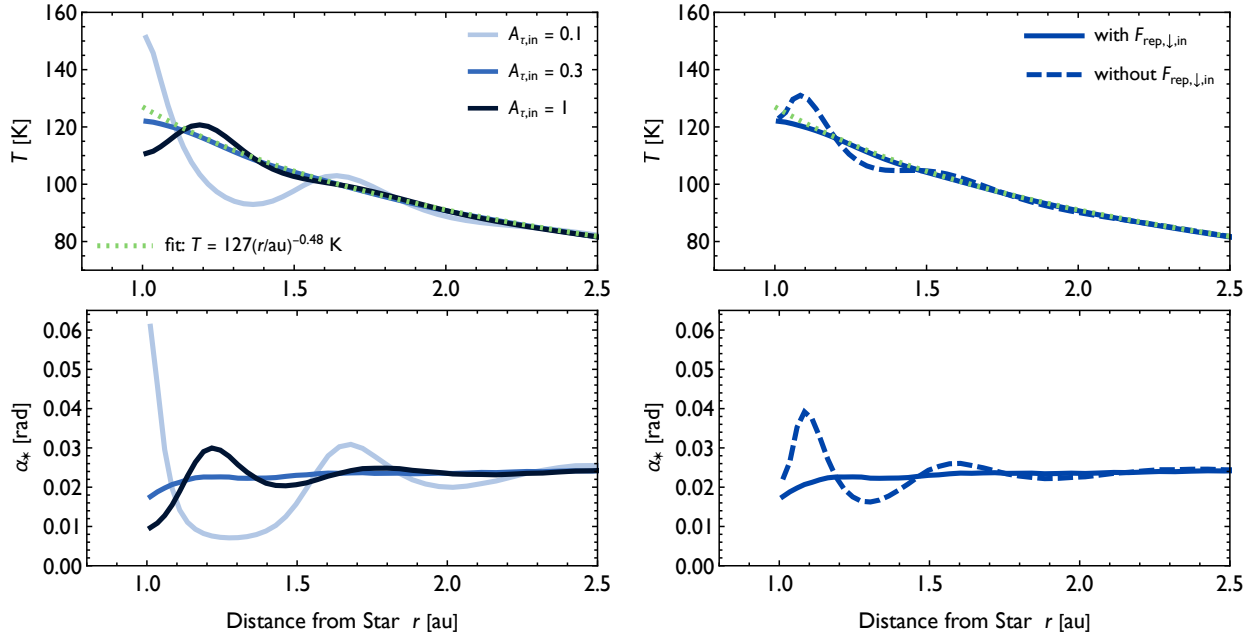 160
140
120
100
80
T [K]
A_τ,in = 0.1
A_τ,in = 0.3
A_τ,in = 1
fit: T = 127(r/au)^−0.48 K
1.0 1.5 2.0 2.5
160
140
120
100
80
T [K]
with F_rep,↓,in
without F_rep,↓,in
1.0 1.5 2.0 2.5
0.06
0.05
0.04
0.03
0.02
0.01
0.00
α_* [rad]
1.0 1.5 2.0 2.5
Distance from Star r [au]
0.06
0.05
0.04
0.03
0.02
0.01
0.00
α_* [rad]
1.0 1.5 2.0 2.5
Distance from Star r [au]